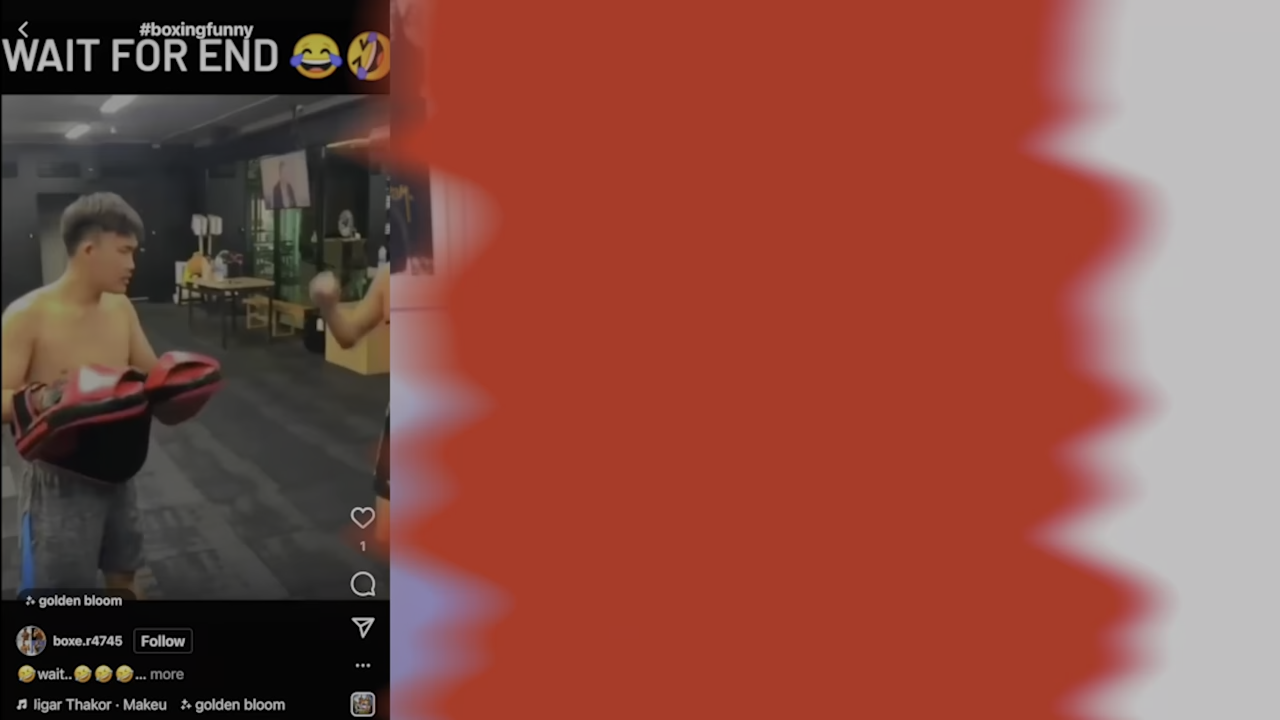 #boxingfunny
WAIT FOR END 😂🤣
1
golden bloom
boxe.r4745 Follow
🤣wait..🤣🤣🤣... more
ligar Thakor · Makeu golden bloom